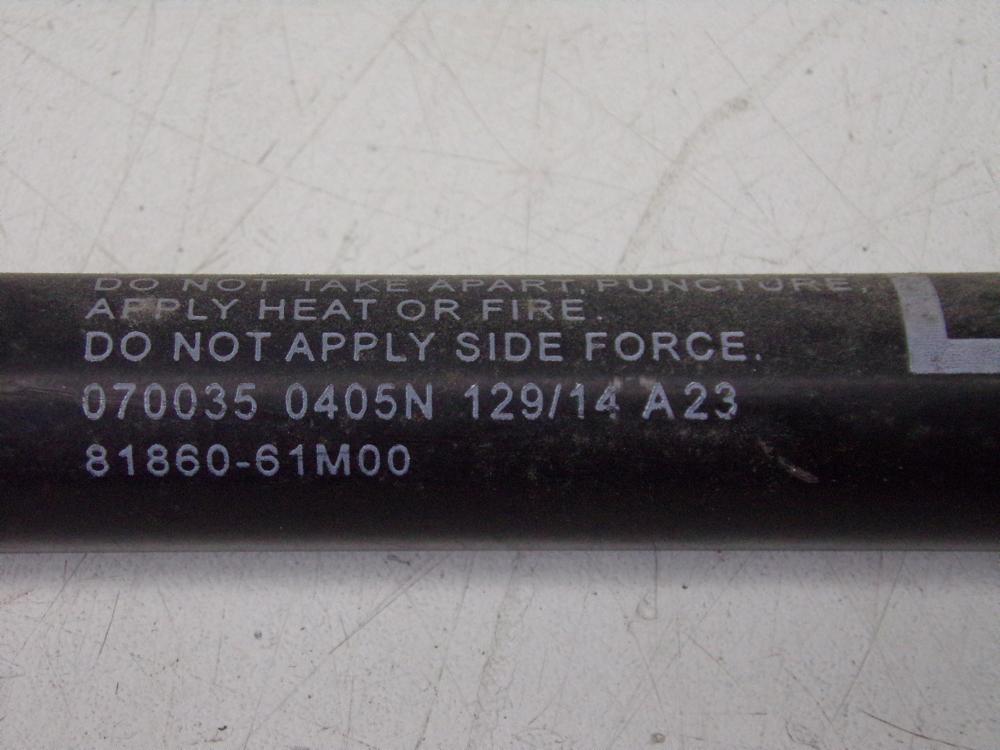 DO NOT TAKE APART, PUNCTURE,
APPLY HEAT OR FIRE.
DO NOT APPLY SIDE FORCE.
070035 0405N 129/14 A23
81860-61M00
L